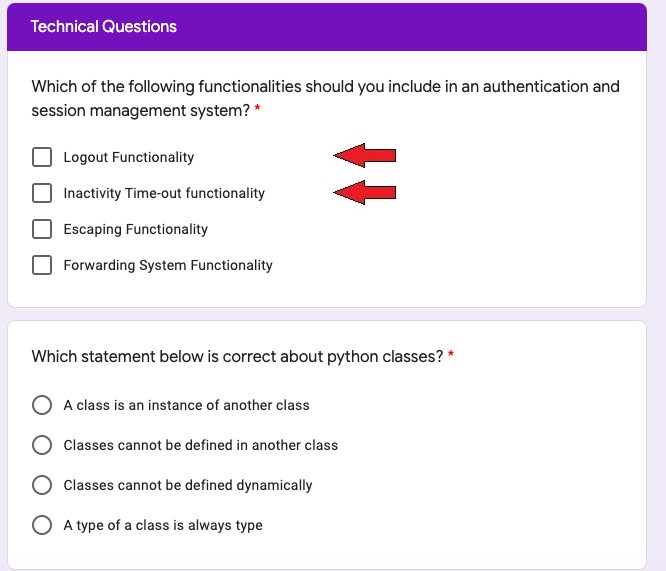 Technical Questions
Which of the following functionalities should you include in an authentication and
session management system? *
Logout Functionality
Inactivity Time-out functionality
Escaping Functionality
Forwarding System Functionality
Which statement below is correct about python classes? *
A class is an instance of another class
Classes cannot be defined in another class
Classes cannot be defined dynamically
A type of a class is always type